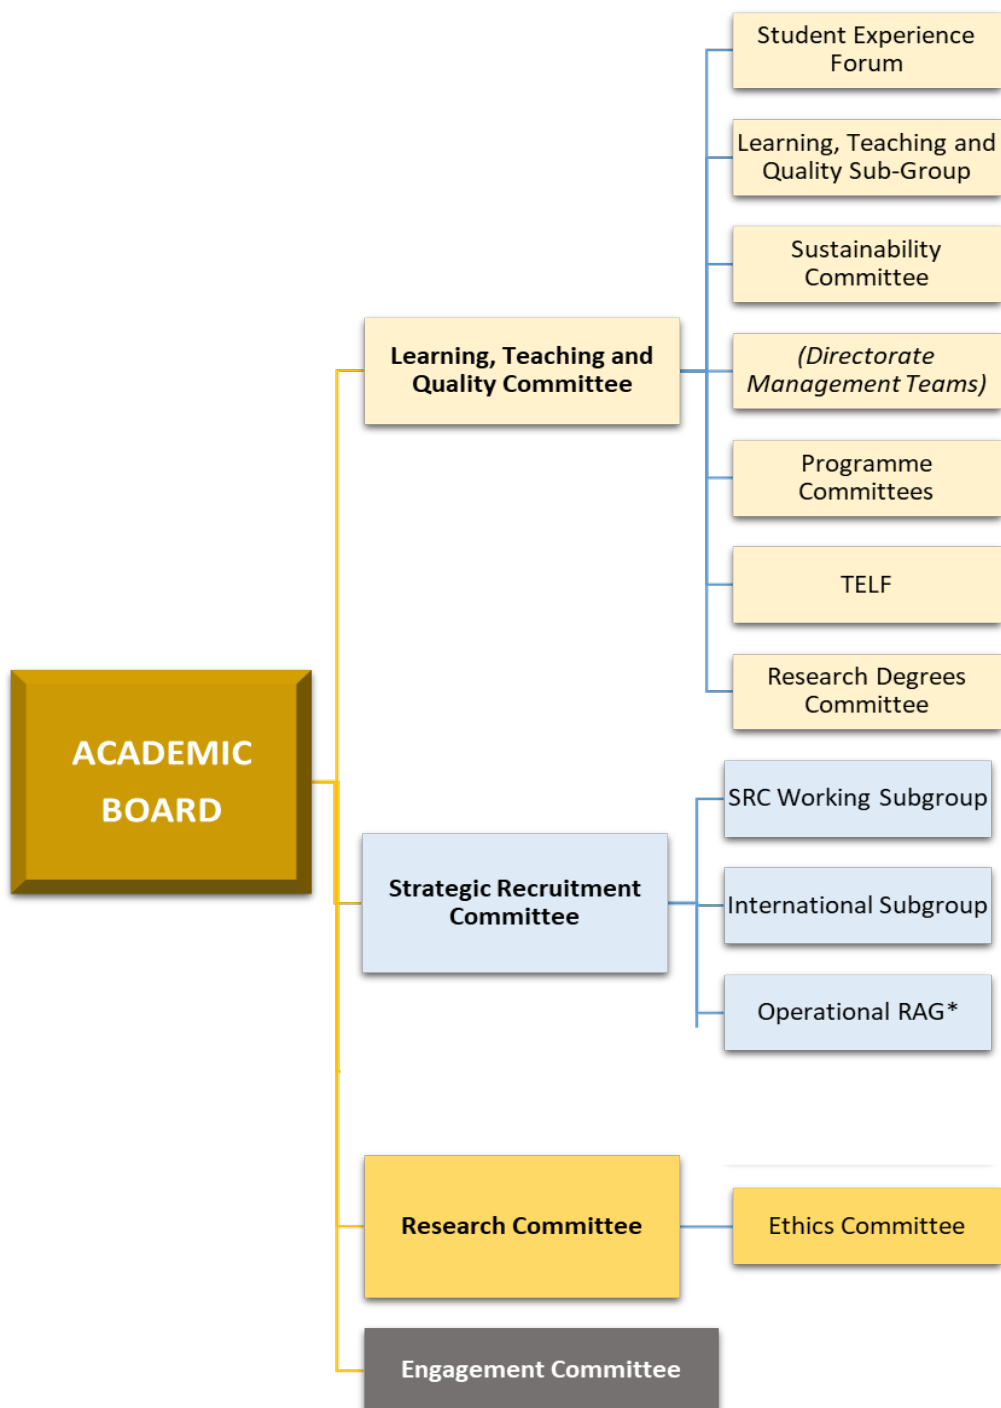 Student Experience
Forum
Learning, Teaching and
Quality Sub-Group
Sustainability
Committee
Learning, Teaching and
Quality Committee
(Directorate
Management Teams)
Programme
Committees
TELF
Research Degrees
Committee
ACADEMIC
BOARD
SRC Working Subgroup
Strategic Recruitment
Committee
International Subgroup
Operational RAG*
Research Committee
Ethics Committee
Engagement Committee